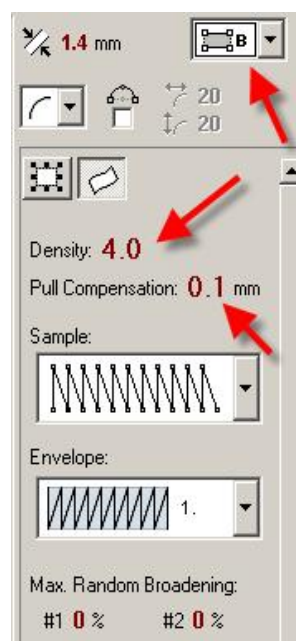 1.4 mm B
20
20
Density: 4.0
Pull Compensation: 0.1 mm
Sample:
Envelope:
1.
Max. Random Broadening:
#1 0 % #2 0 %